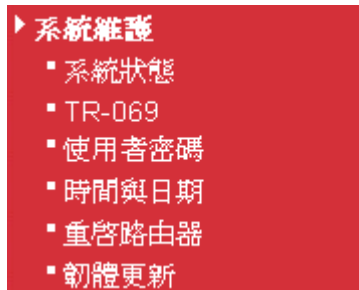 系統維護
系統狀態
TR-069
使用者密碼
時間與日期
重啓路由器
韌體更新